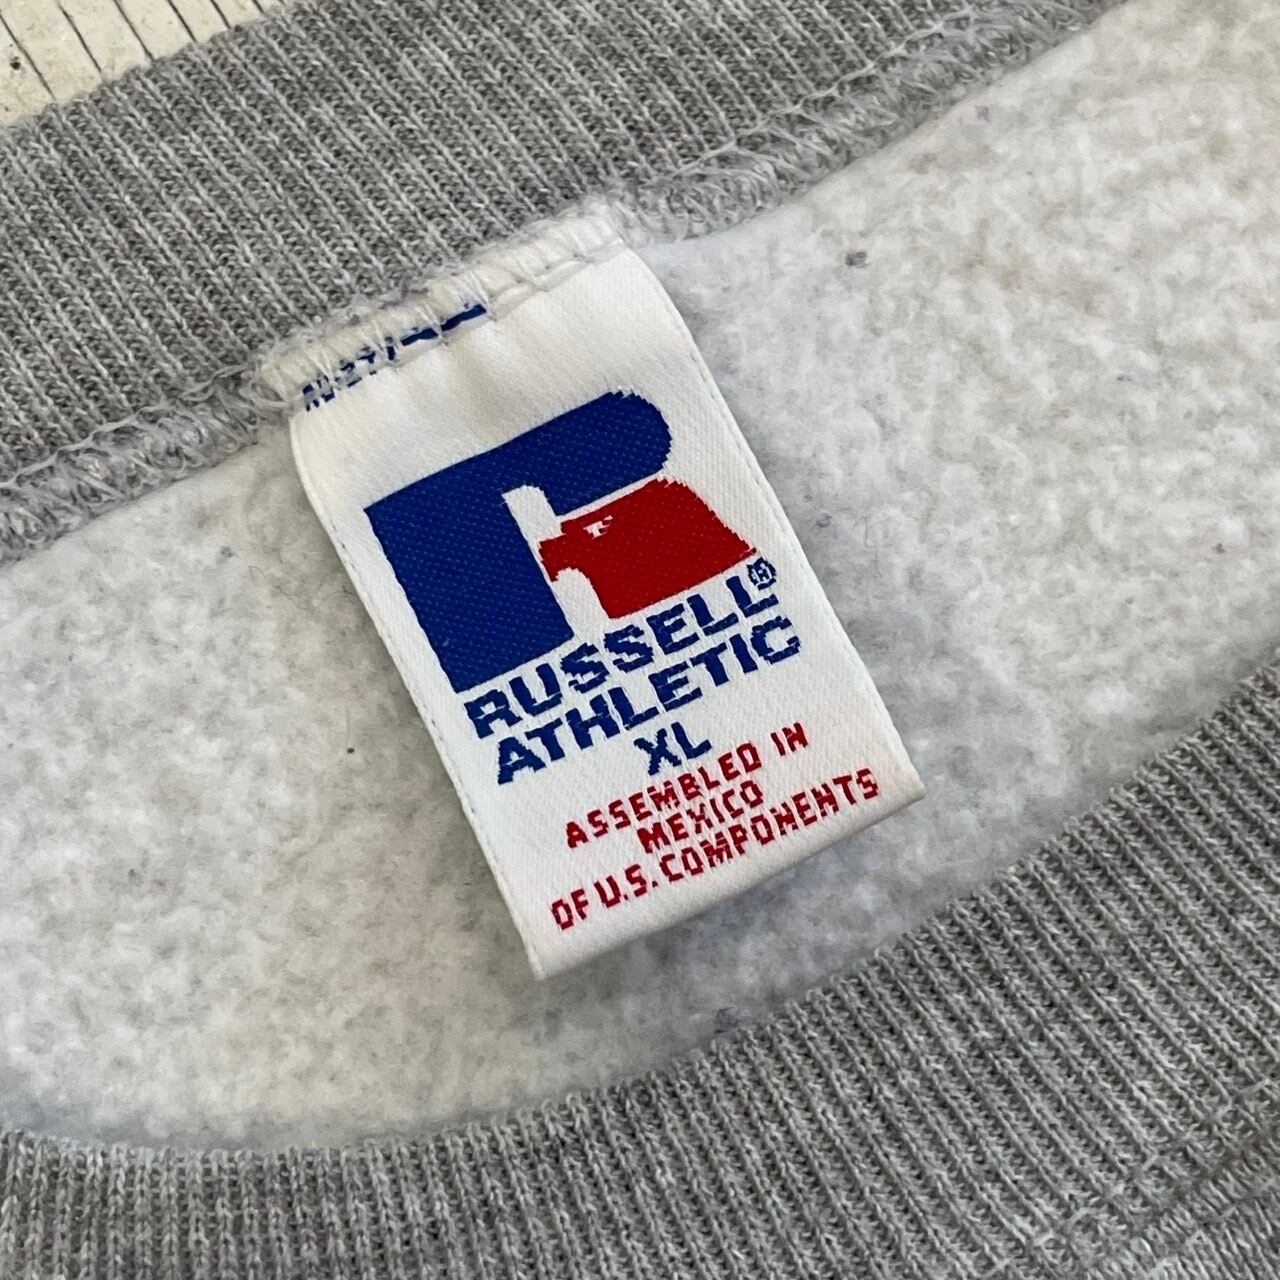 RUSSELL®
ATHLETIC
XL
ASSEMBLED IN
MEXICO
OF U.S. COMPONENTS